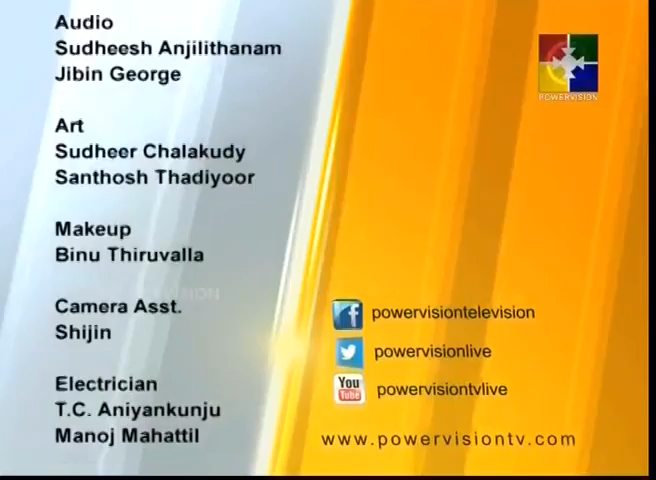 Audio
Sudheesh Anjilithanam
Jibin George
Art
Sudheer Chalakudy
Santhosh Thadiyoor
Makeup
Binu Thiruvalla
Camera Asst.
Shijin
Electrician
T.C. Aniyankunju
Manoj Mahattil
POWERVISION
powervisiontelevision
powervisionlive
You
Tube
powervisiontvlive
www.powervisiontv.com